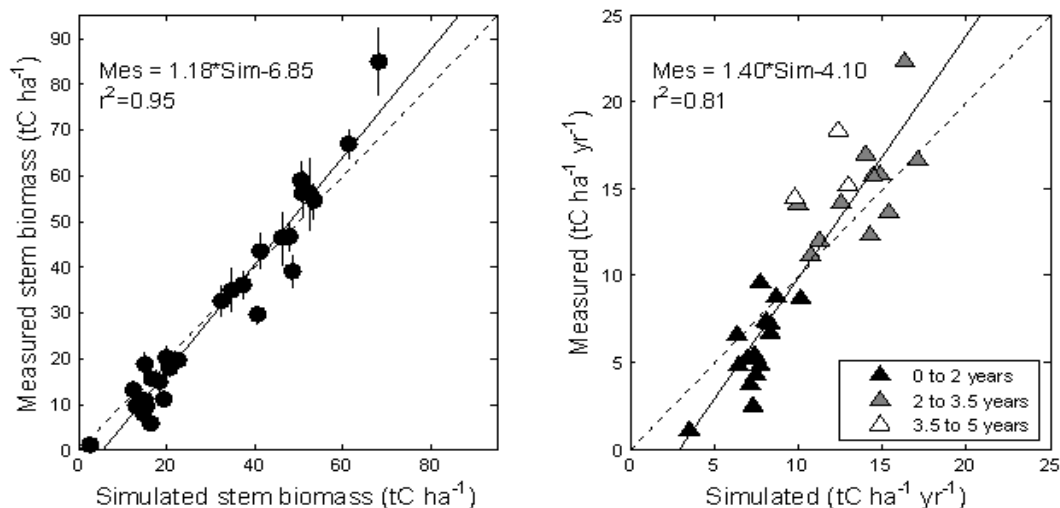 90
80
70
60
50
40
30
20
10
0
Measured stem biomass (tC ha-1)
Mes = 1.18*Sim-6.85
r2=0.95
0 20 40 60 80
Simulated stem biomass (tC ha-1)
25
20
15
10
5
0
Measured (tC ha-1 yr-1)
Mes = 1.40*Sim-4.10
r2=0.81
0 to 2 years
2 to 3.5 years
3.5 to 5 years
0 5 10 15 20 25
Simulated (tC ha-1 yr-1)